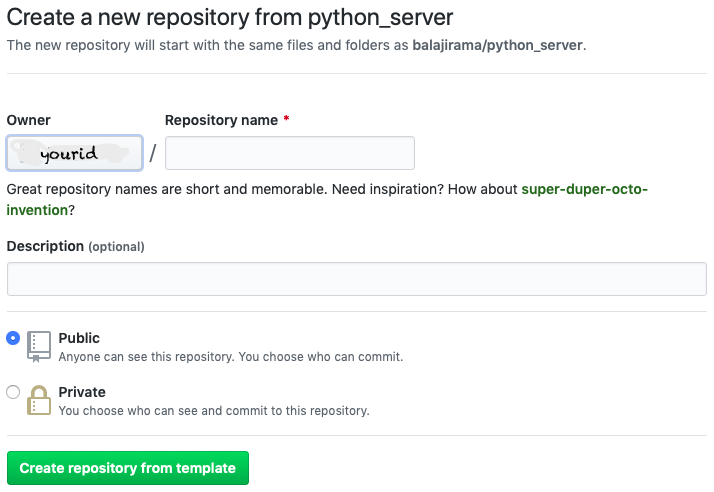 Create a new repository from python_server
The new repository will start with the same files and folders as balajirama/python_server.
Owner
Repository name *
yourid /
Great repository names are short and memorable. Need inspiration? How about super-duper-octo-
invention?
Description (optional)
Public
Anyone can see this repository. You choose who can commit.
Private
You choose who can see and commit to this repository.
Create repository from template